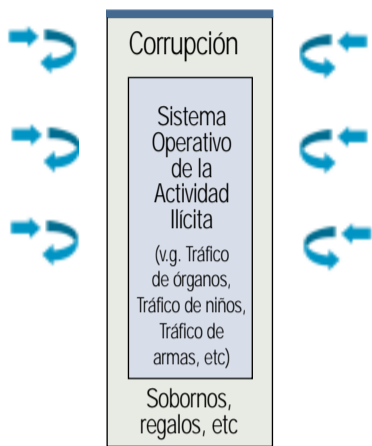 Corrupción
Sistema
Operativo
de la
Actividad
Ilícita
(v.g. Tráfico
de órganos,
Tráfico de niños,
Tráfico de
armas, etc)
Sobornos,
regalos, etc